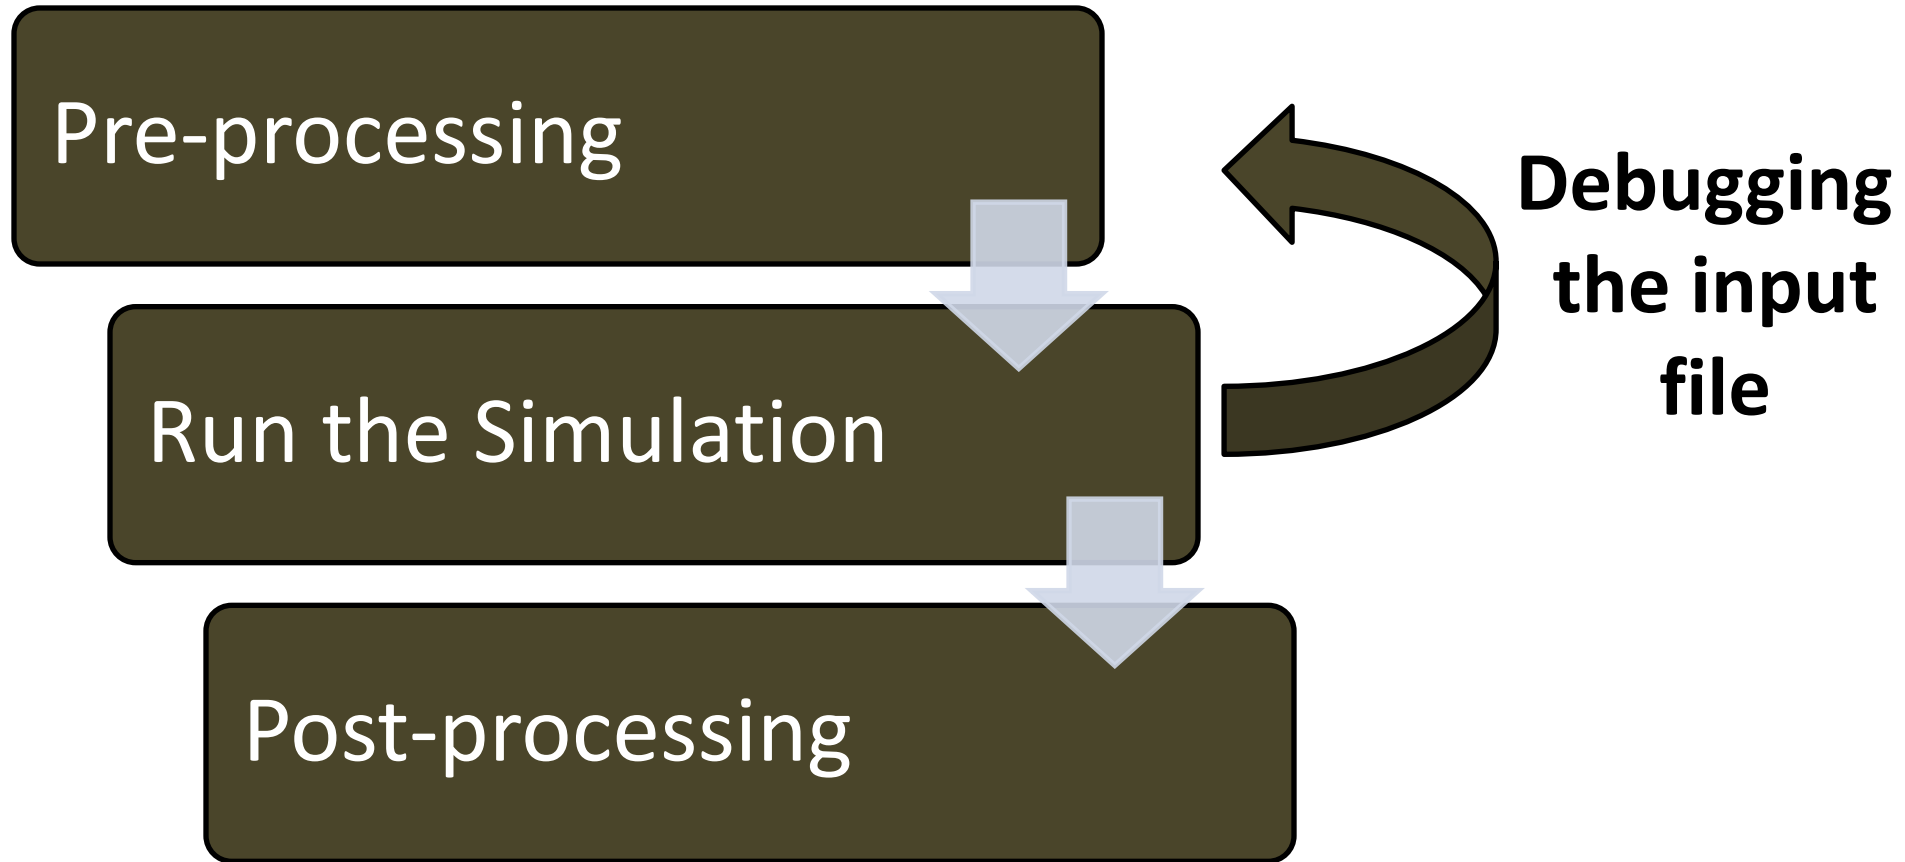 Pre-processing
Debugging
the input
file
Run the Simulation
Post-processing